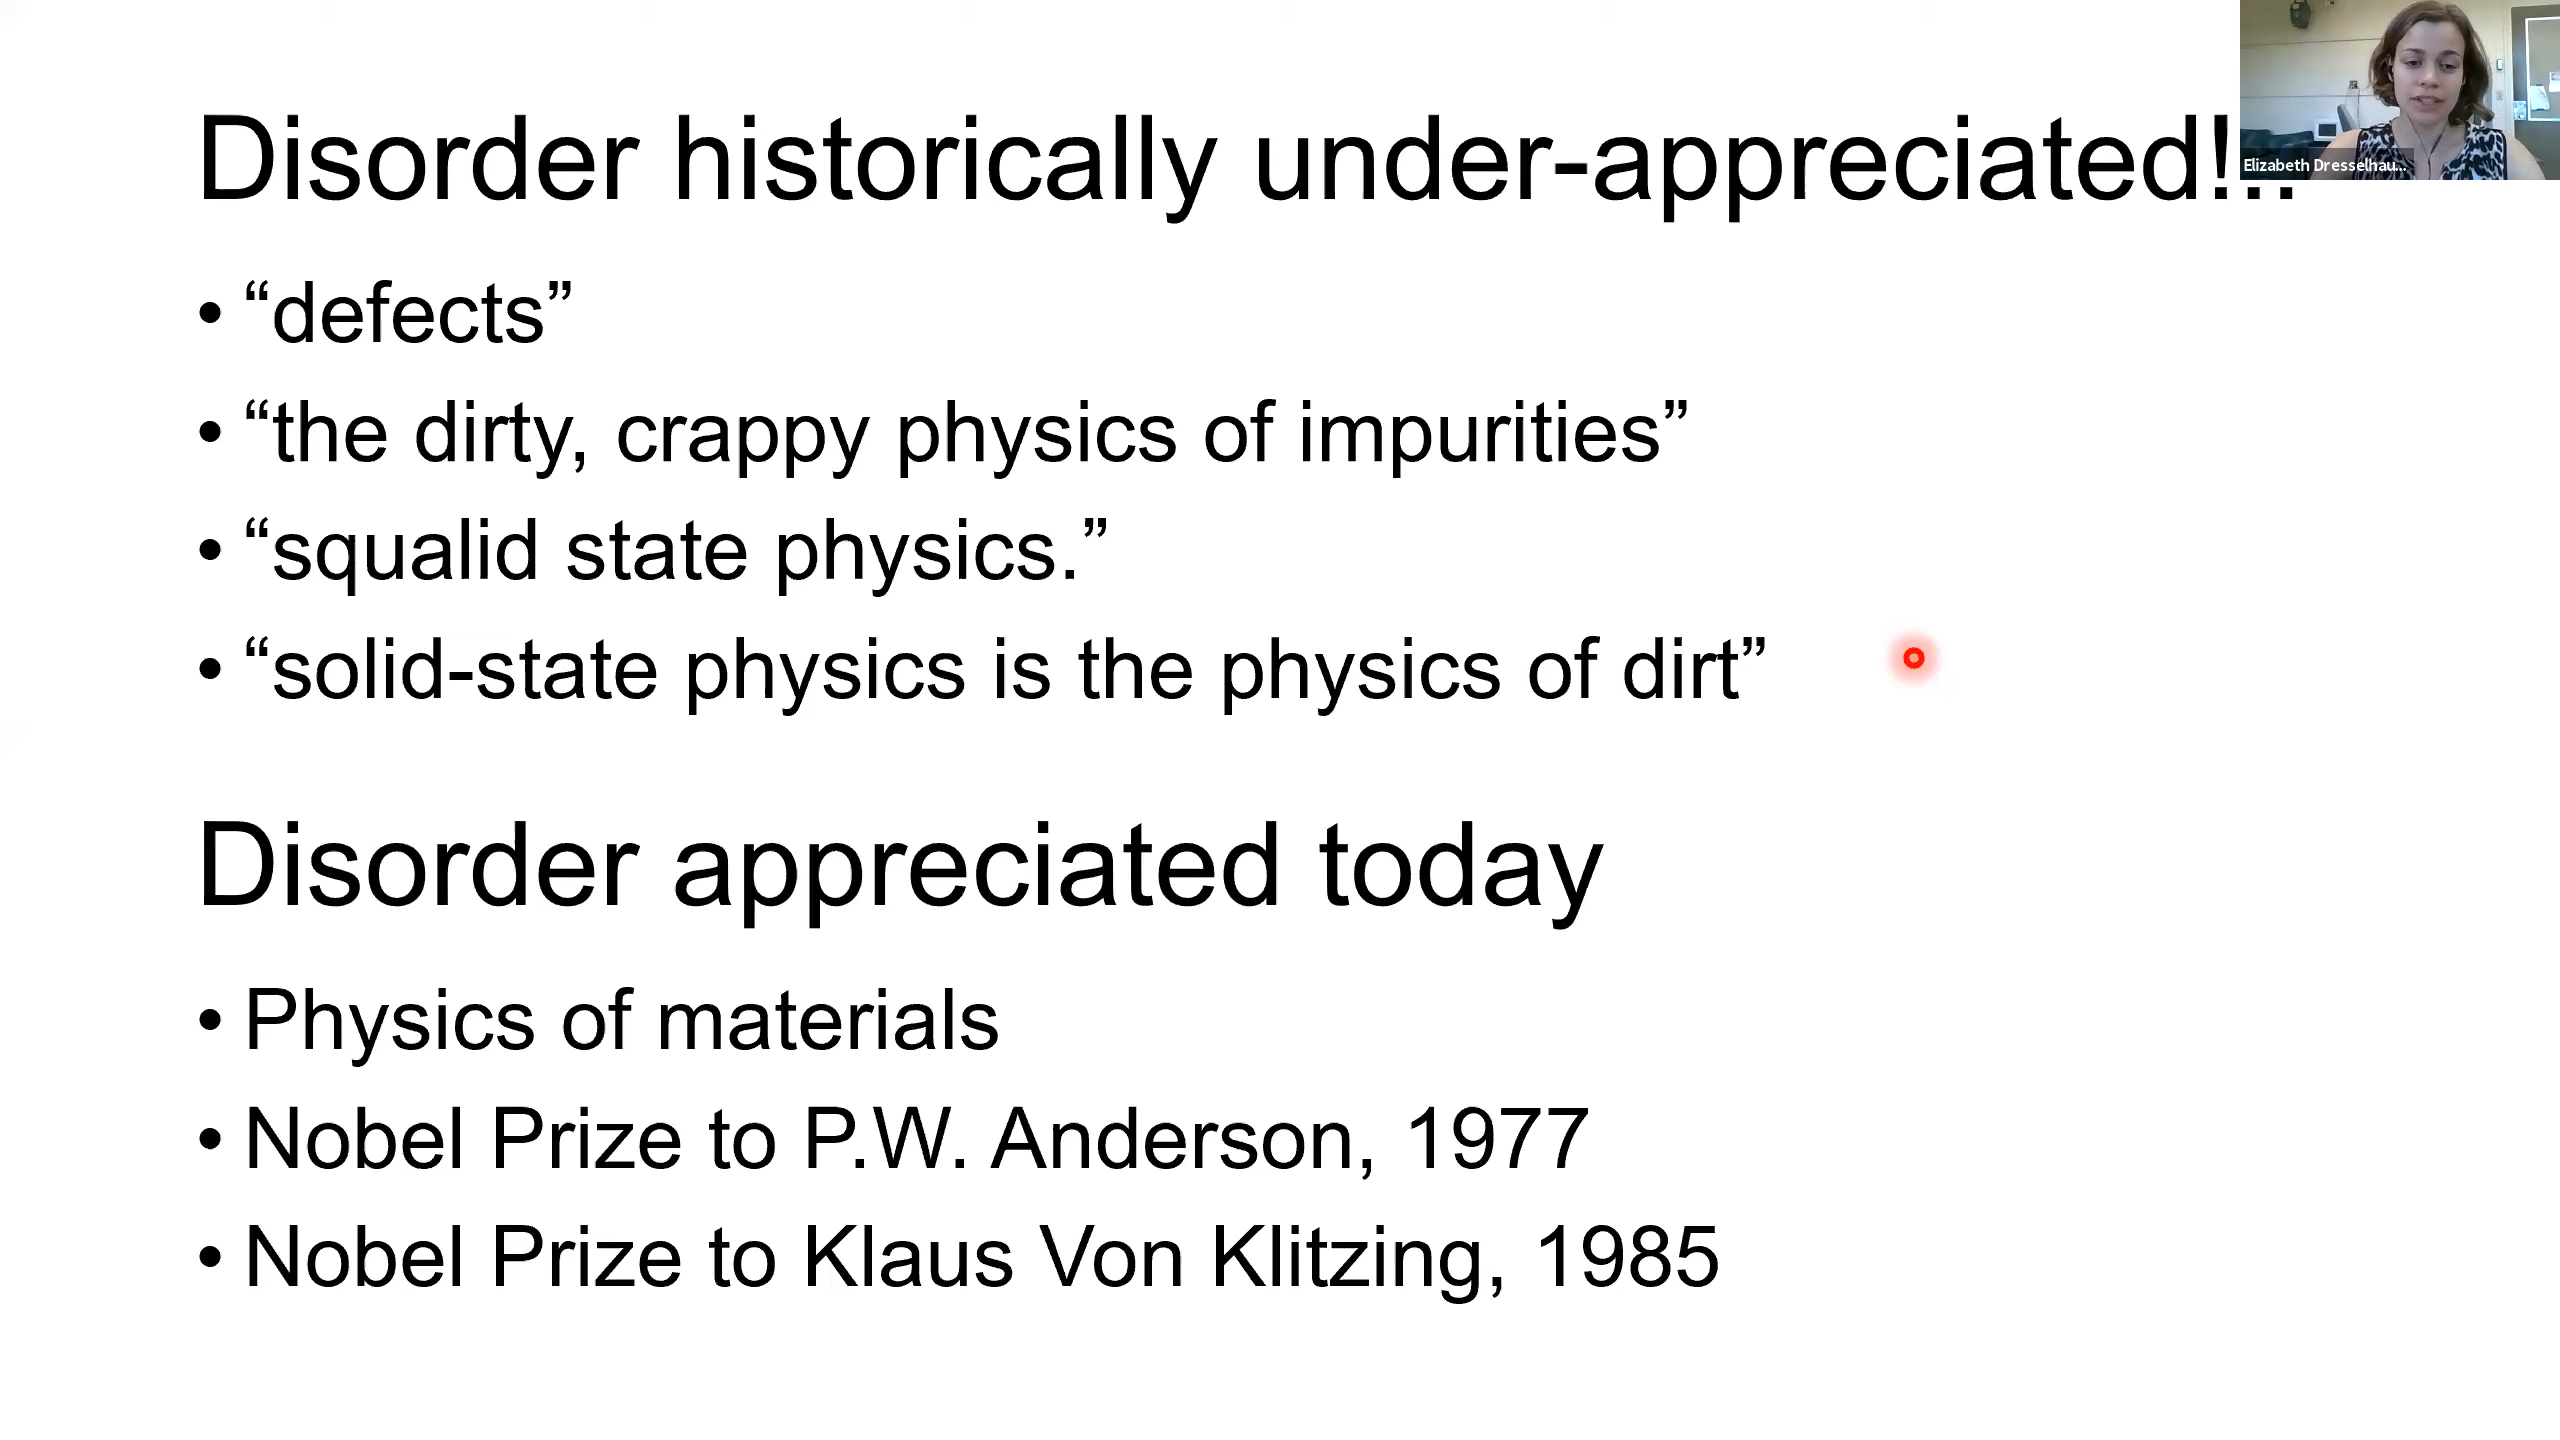 Disorder historically under-appreciated!..
Elizabeth Dresselhau...
• “defects”
• “the dirty, crappy physics of impurities”
• “squalid state physics.”
• “solid-state physics is the physics of dirt”
Disorder appreciated today
• Physics of materials
• Nobel Prize to P.W. Anderson, 1977
• Nobel Prize to Klaus Von Klitzing, 1985